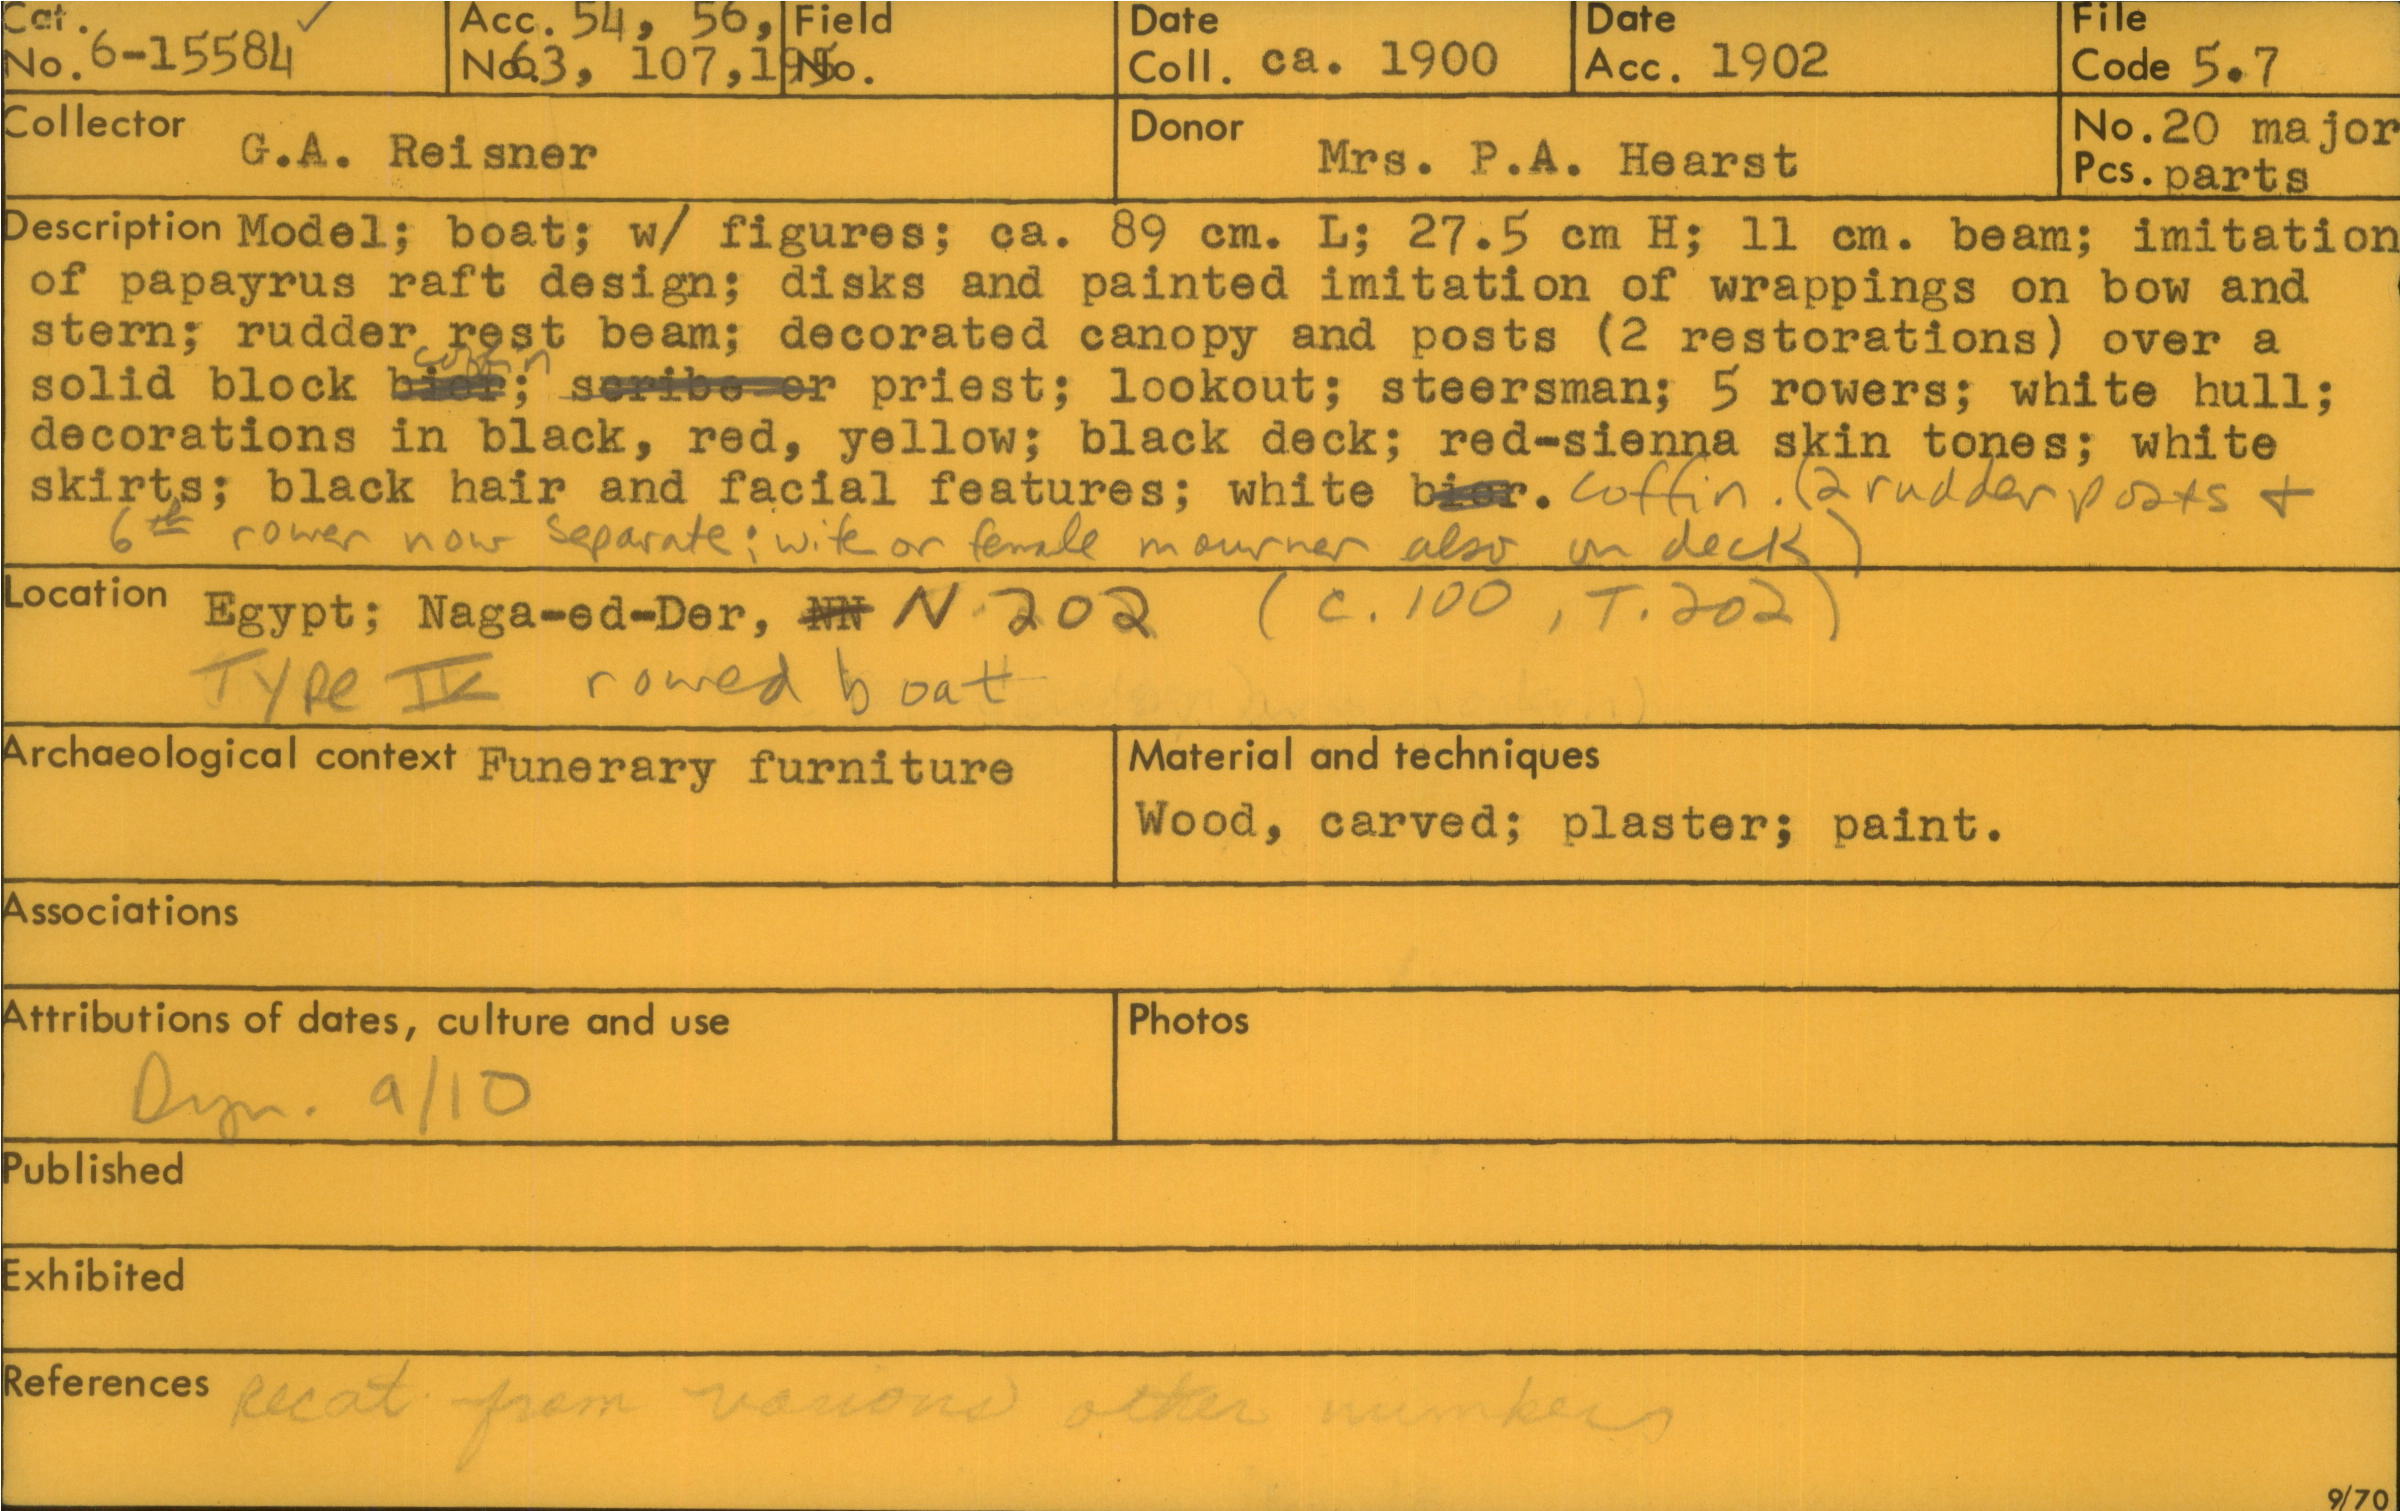 Cat. No. 6-15584 ✓
Acc. No. 54, 56, 63, 107, 195
Field No.
Date Coll. ca. 1900
Date Acc. 1902
File Code 5.7
Collector G.A. Reisner
Donor Mrs. P.A. Hearst
No. Pcs. 20 major parts
Description Model; boat; w/ figures; ca. 89 cm. L; 27.5 cm H; 11 cm. beam; imitation
of papayrus raft design; disks and painted imitation of wrappings on bow and
stern; rudder rest beam; decorated canopy and posts (2 restorations) over a
coffin
solid block bier; scribe or priest; lookout; steersman; 5 rowers; white hull;
decorations in black, red, yellow; black deck; red-sienna skin tones; white
skirts; black hair and facial features; white bier. coffin. (2 rudder posts +
6th rower now separate; wife or female mourner also on deck)
Location Egypt; Naga-ed-Der, NN N 202 (c. 100, T. 202)
Type IV rowed boat
Archaeological context Funerary furniture
Material and techniques
Wood, carved; plaster; paint.
Associations
Attributions of dates, culture and use
Dyn. 9/10
Photos
Published
Exhibited
References Recat from various other numbers
9/70